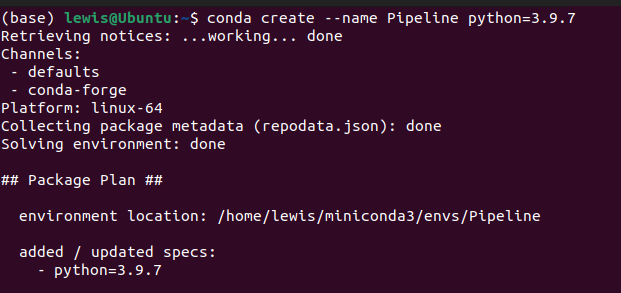 (base) lewis@Ubuntu:~$ conda create --name Pipeline python=3.9.7
Retrieving notices: ...working... done
Channels:
 - defaults
 - conda-forge
Platform: linux-64
Collecting package metadata (repodata.json): done
Solving environment: done
## Package Plan ##
  environment location: /home/lewis/miniconda3/envs/Pipeline
  added / updated specs:
    - python=3.9.7